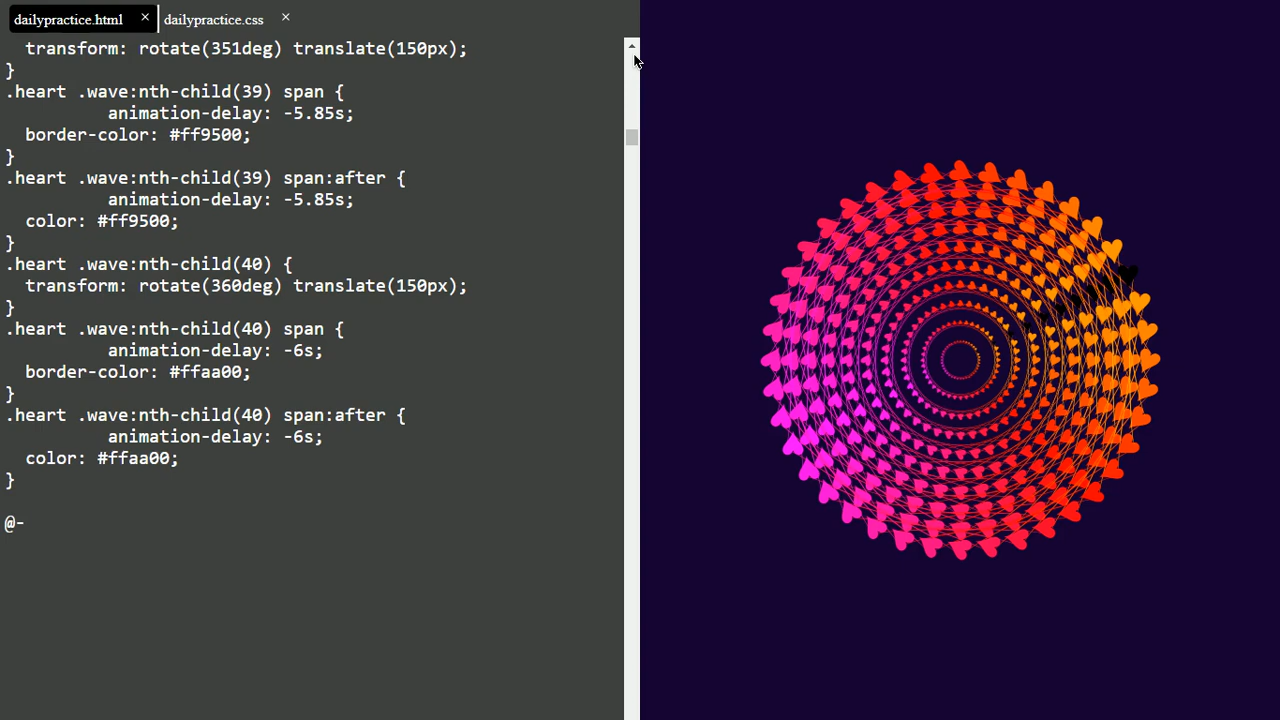 dailypractice.html × dailypractice.css ×
transform: rotate(351deg) translate(150px);
}
.heart .wave:nth-child(39) span {
animation-delay: -5.85s;
border-color: #ff9500;
}
.heart .wave:nth-child(39) span:after {
animation-delay: -5.85s;
color: #ff9500;
}
.heart .wave:nth-child(40) {
transform: rotate(360deg) translate(150px);
}
.heart .wave:nth-child(40) span {
animation-delay: -6s;
border-color: #ffaa00;
}
.heart .wave:nth-child(40) span:after {
animation-delay: -6s;
color: #ffaa00;
}
@-